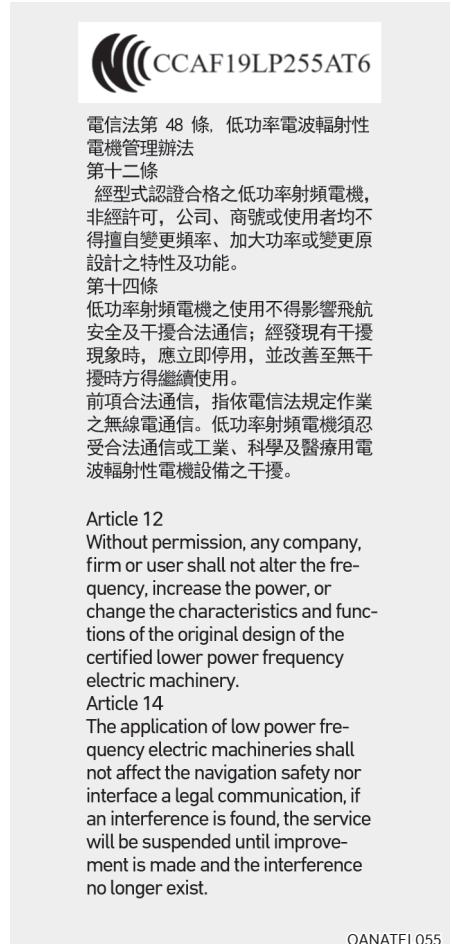 CCAF19LP255AT6
電信法第 48 條, 低功率電波輻射性
電機管理辦法
第十二條
經型式認證合格之低功率射頻電機,
非經許可，公司、商號或使用者均不
得擅自變更頻率、加大功率或變更原
設計之特性及功能。
第十四條
低功率射頻電機之使用不得影響飛航
安全及干擾合法通信；經發現有干擾
現象時，應立即停用，並改善至無干
擾時方得繼續使用。
前項合法通信，指依電信法規定作業
之無線電通信。低功率射頻電機須忍
受合法通信或工業、科學及醫療用電
波輻射性電機設備之干擾。
Article 12
Without permission, any company,
firm or user shall not alter the fre-
quency, increase the power, or
change the characteristics and func-
tions of the original design of the
certified lower power frequency
electric machinery.
Article 14
The application of low power fre-
quency electric machineries shall
not affect the navigation safety nor
interface a legal communication, if
an interference is found, the service
will be suspended until improve-
ment is made and the interference
no longer exist.
OANATEL055